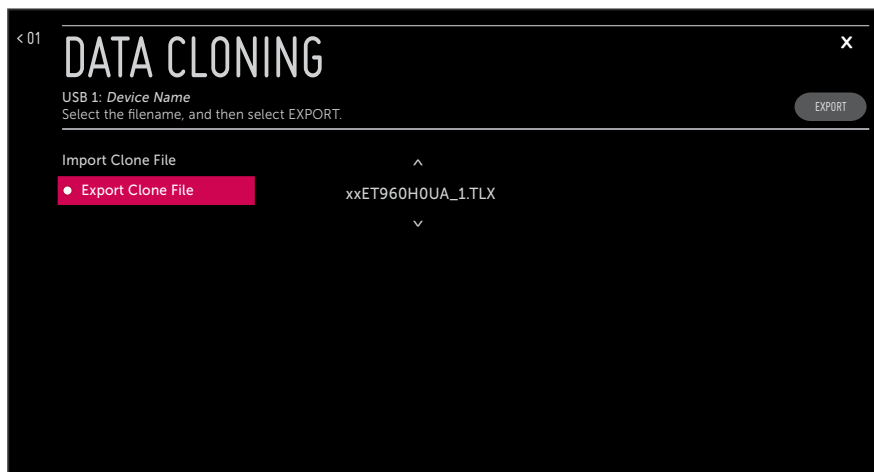 < 01
DATA CLONING
X
USB 1: Device Name
Select the filename, and then select EXPORT.
EXPORT
Import Clone File
Export Clone File
xxET960H0UA_1.TLX